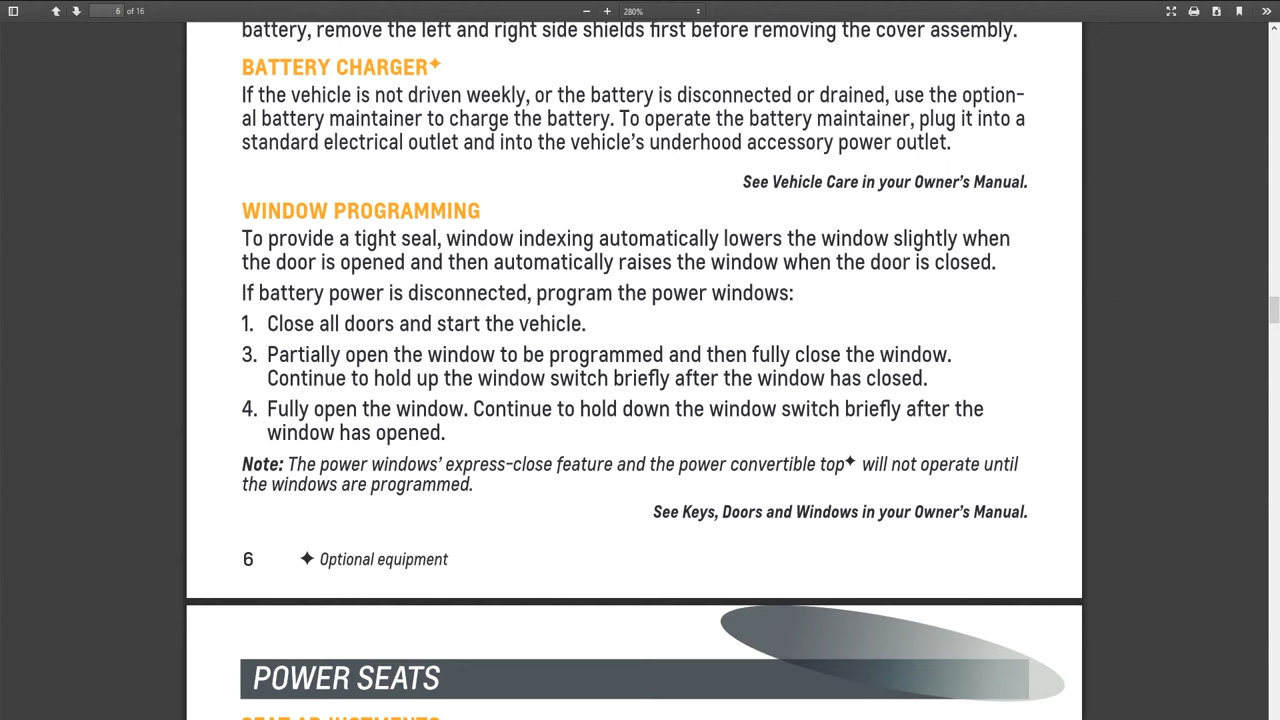 6 of 16
280%
battery, remove the left and right side shields first before removing the cover assembly.
BATTERY CHARGER✦
If the vehicle is not driven weekly, or the battery is disconnected or drained, use the option-
al battery maintainer to charge the battery. To operate the battery maintainer, plug it into a
standard electrical outlet and into the vehicle’s underhood accessory power outlet.
See Vehicle Care in your Owner’s Manual.
WINDOW PROGRAMMING
To provide a tight seal, window indexing automatically lowers the window slightly when
the door is opened and then automatically raises the window when the door is closed.
If battery power is disconnected, program the power windows:
1. Close all doors and start the vehicle.
3. Partially open the window to be programmed and then fully close the window.
Continue to hold up the window switch briefly after the window has closed.
4. Fully open the window. Continue to hold down the window switch briefly after the
window has opened.
Note: The power windows’ express-close feature and the power convertible top✦ will not operate until
the windows are programmed.
See Keys, Doors and Windows in your Owner’s Manual.
6 ✦ Optional equipment
POWER SEATS
SEAT ADJUSTMENTS